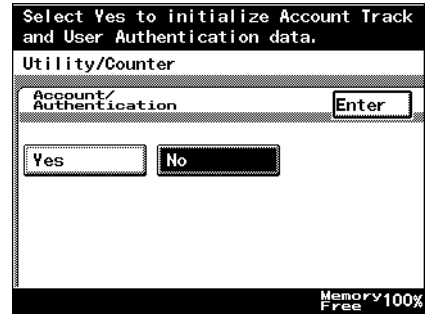 Select Yes to initialize Account Track
and User Authentication data.
Utility/Counter
Account/
Authentication
Enter
Yes No
Memory
Free 100%